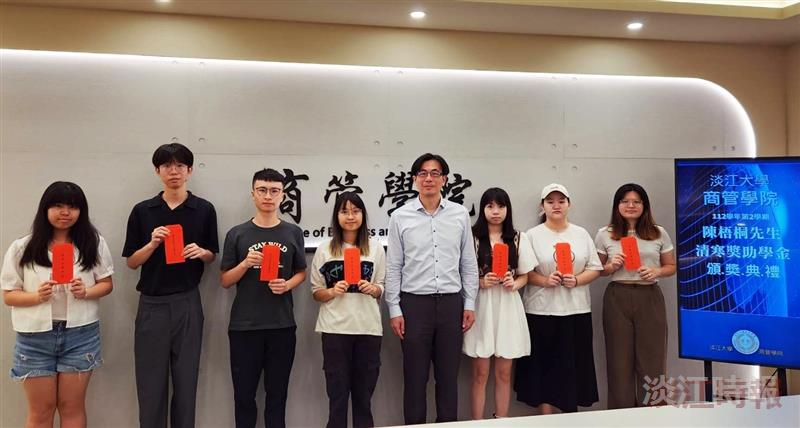 商管學院
e of B
ess a
STAY WILD
淡江大學
商管學院
112學年第2學期
陳梧桐先生
清寒獎助學金
頒獎典禮
淡江大學
商管學院
淡江時報